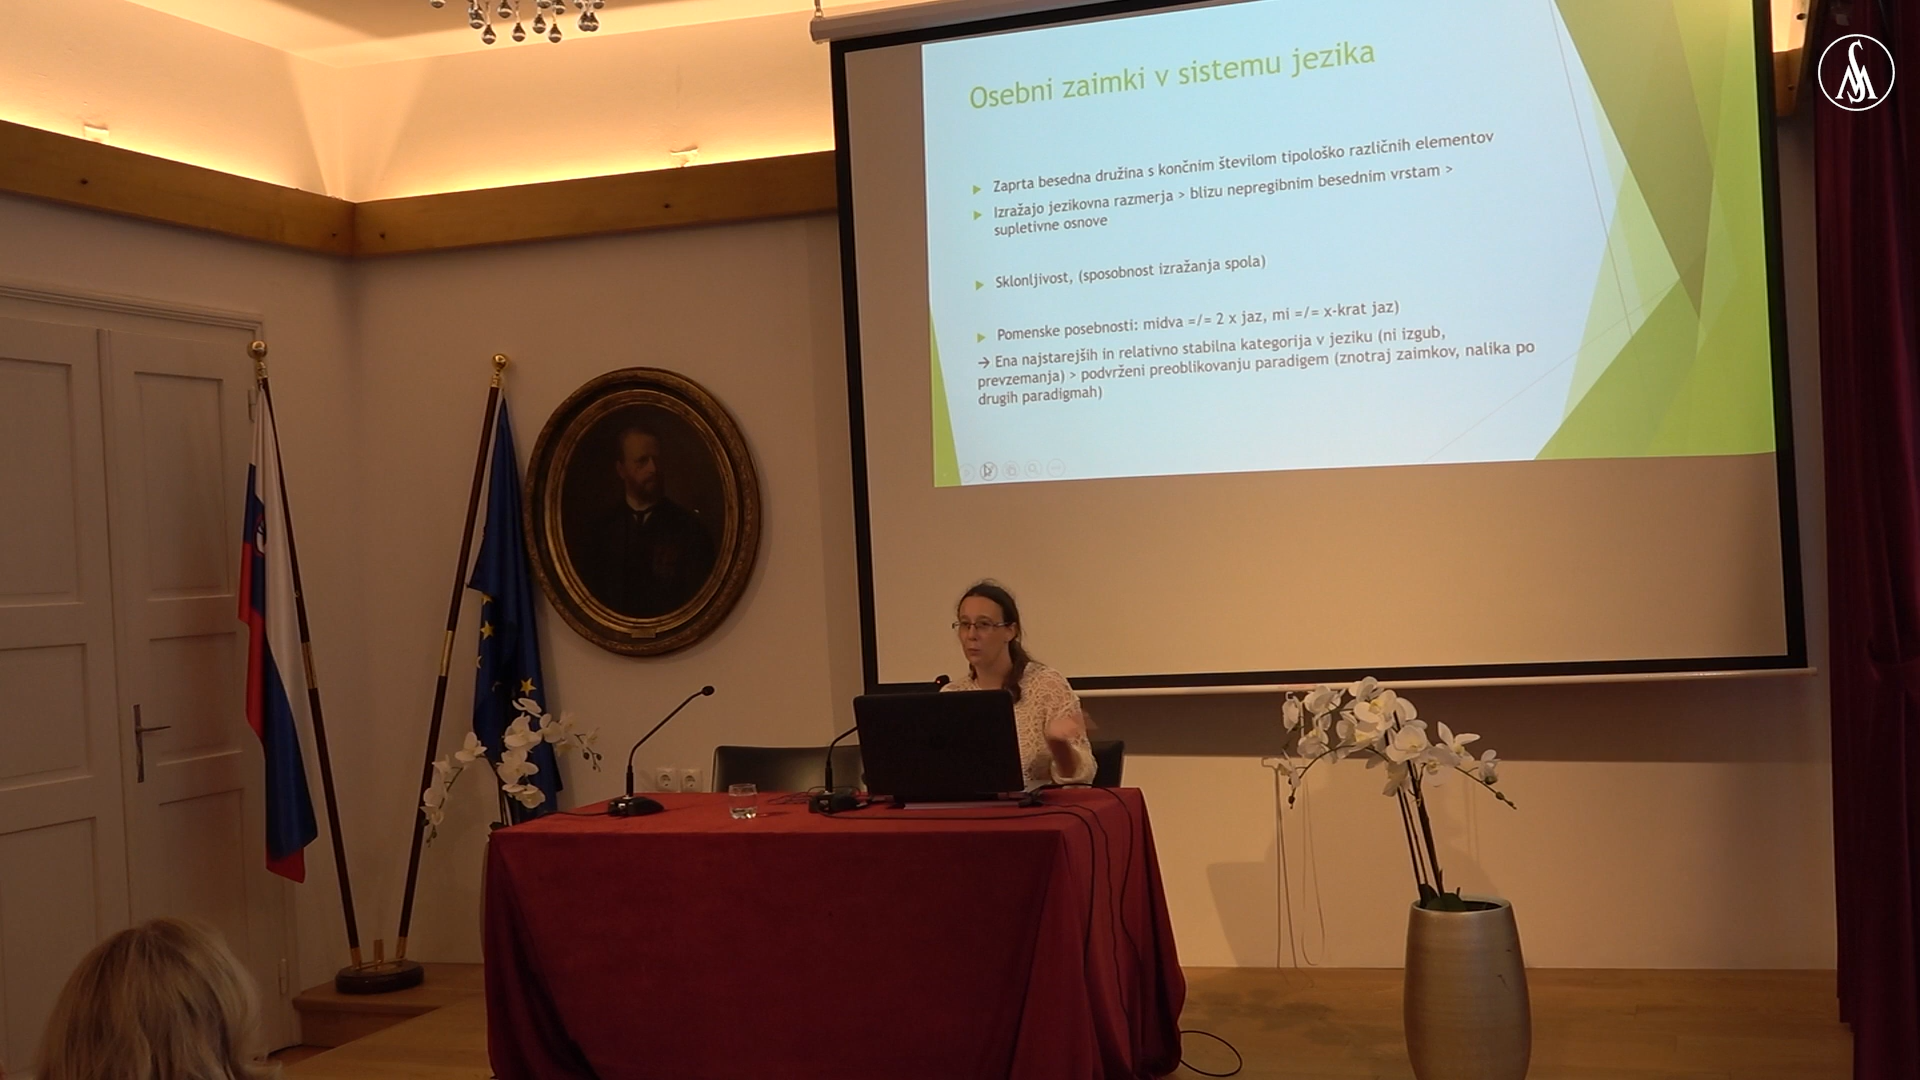 Osebni zaimki v sistemu jezika
Zaprta besedna družina s končnim številom tipološko različnih elementov
Izražajo jezikovna razmerja > blizu nepregibnim besednim vrstam >
supletivne osnove
Sklonljivost, (sposobnost izražanja spola)
Pomenske posebnosti: midva =/= 2 x jaz, mi =/= x-krat jaz)
→ Ena najstarejših in relativno stabilna kategorija v jeziku (ni izgub,
prevzemanja) > podvrženi preoblikovanju paradigem (znotraj zaimkov, nalika po
drugih paradigmah)